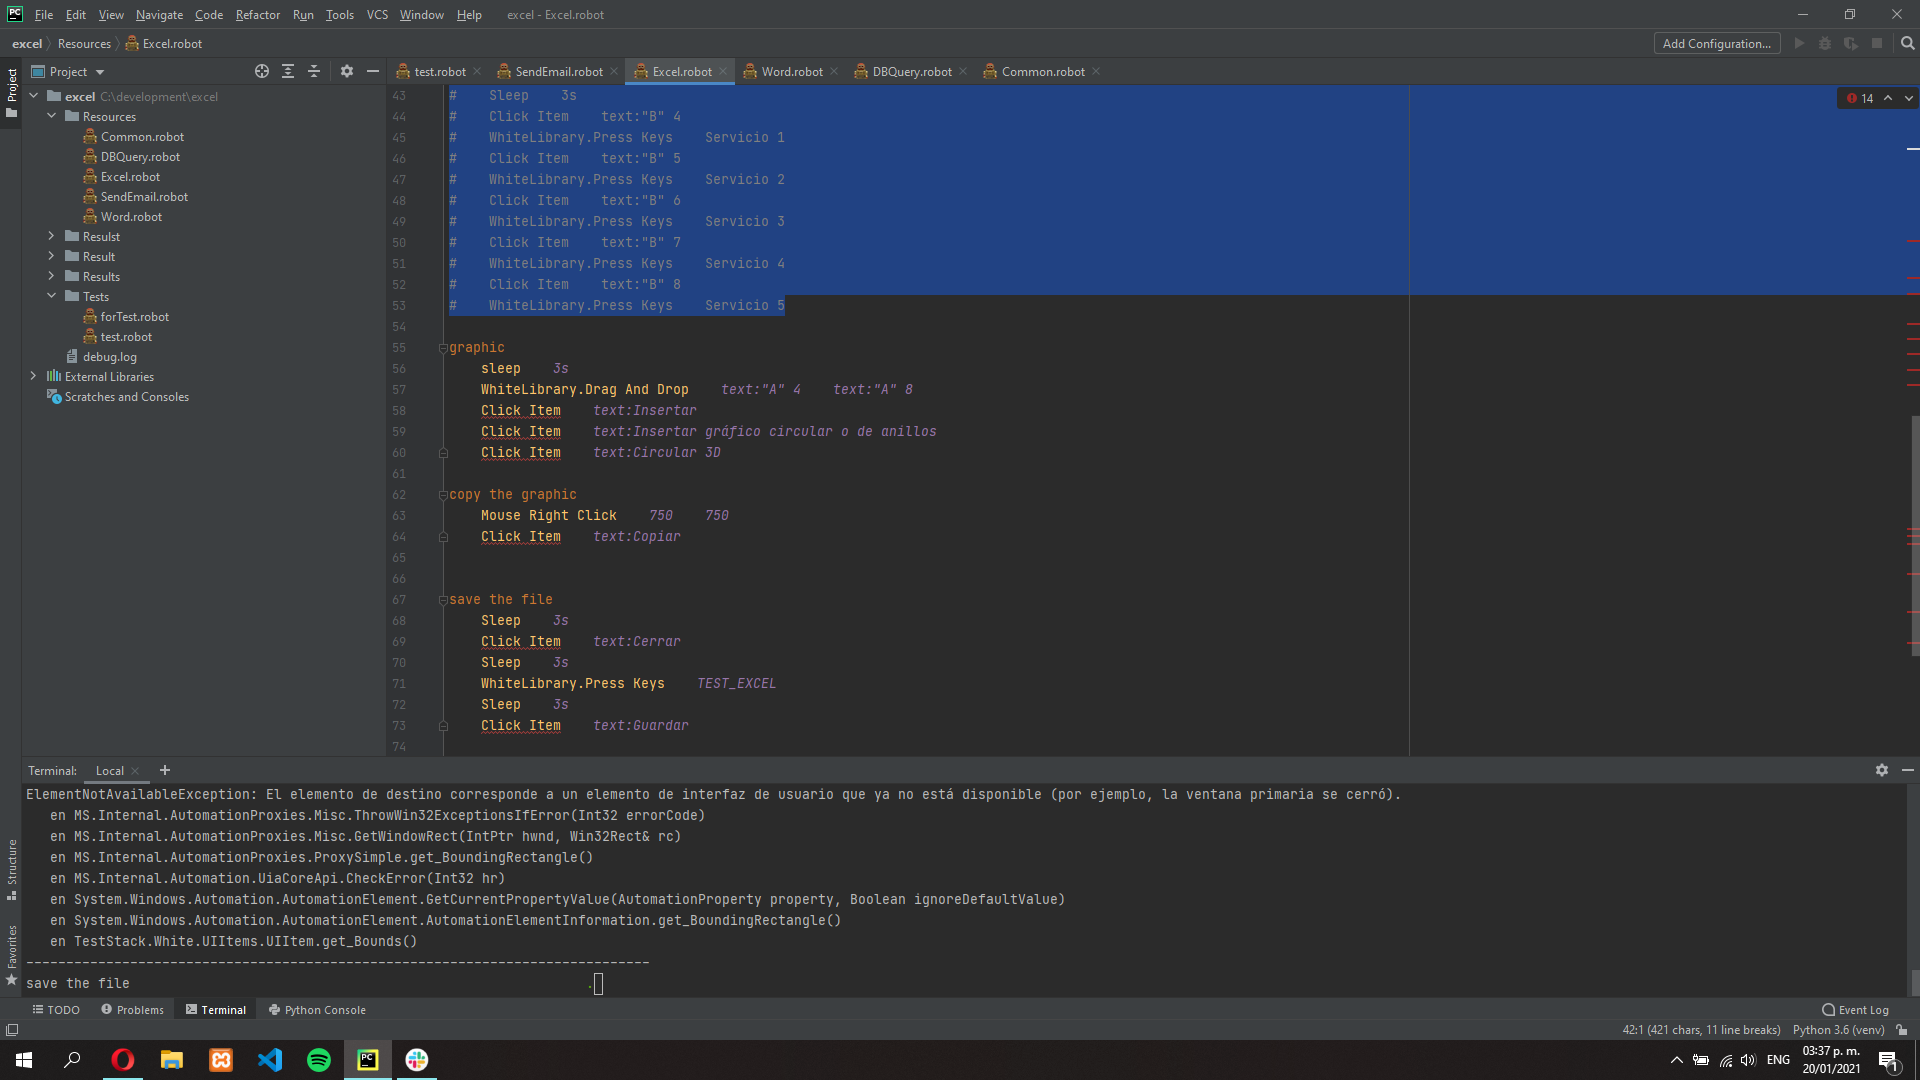 PC File Edit View Navigate Code Refactor Run Tools VCS Window Help excel - Excel.robot
excel Resources Excel.robot Add Configuration...
Project
Project test.robot SendEmail.robot Excel.robot Word.robot DBQuery.robot Common.robot
excel C:\development\excel
Resources
Common.robot
DBQuery.robot
Excel.robot
SendEmail.robot
Word.robot
Resulst
Result
Results
Tests
forTest.robot
test.robot
debug.log
External Libraries
Scratches and Consoles
14
43 # Sleep 3s
44 # Click Item text:"B" 4
45 # WhiteLibrary.Press Keys Servicio 1
46 # Click Item text:"B" 5
47 # WhiteLibrary.Press Keys Servicio 2
48 # Click Item text:"B" 6
49 # WhiteLibrary.Press Keys Servicio 3
50 # Click Item text:"B" 7
51 # WhiteLibrary.Press Keys Servicio 4
52 # Click Item text:"B" 8
53 # WhiteLibrary.Press Keys Servicio 5
54
55 graphic
56 sleep 3s
57 WhiteLibrary.Drag And Drop text:"A" 4 text:"A" 8
58 Click Item text:Insertar
59 Click Item text:Insertar gráfico circular o de anillos
60 Click Item text:Circular 3D
61
62 copy the graphic
63 Mouse Right Click 750 750
64 Click Item text:Copiar
65
66
67 save the file
68 Sleep 3s
69 Click Item text:Cerrar
70 Sleep 3s
71 WhiteLibrary.Press Keys TEST_EXCEL
72 Sleep 3s
73 Click Item text:Guardar
74
Terminal: Local
ElementNotAvailableException: El elemento de destino corresponde a un elemento de interfaz de usuario que ya no está disponible (por ejemplo, la ventana primaria se cerró).
en MS.Internal.AutomationProxies.Misc.ThrowWin32ExceptionsIfError(Int32 errorCode)
en MS.Internal.AutomationProxies.Misc.GetWindowRect(IntPtr hwnd, Win32Rect& rc)
en MS.Internal.AutomationProxies.ProxySimple.get_BoundingRectangle()
en MS.Internal.Automation.UiaCoreApi.CheckError(Int32 hr)
en System.Windows.Automation.AutomationElement.GetCurrentPropertyValue(AutomationProperty property, Boolean ignoreDefaultValue)
en System.Windows.Automation.AutomationElement.AutomationElementInformation.get_BoundingRectangle()
en TestStack.White.UIItems.UIItem.get_Bounds()
------------------------------------------------------------------------------
save the file .
Structure
Favorites
TODO Problems Terminal Python Console Event Log
42:1 (421 chars, 11 line breaks) Python 3.6 (venv)
PC ENG 03:37 p. m.
20/01/2021 1